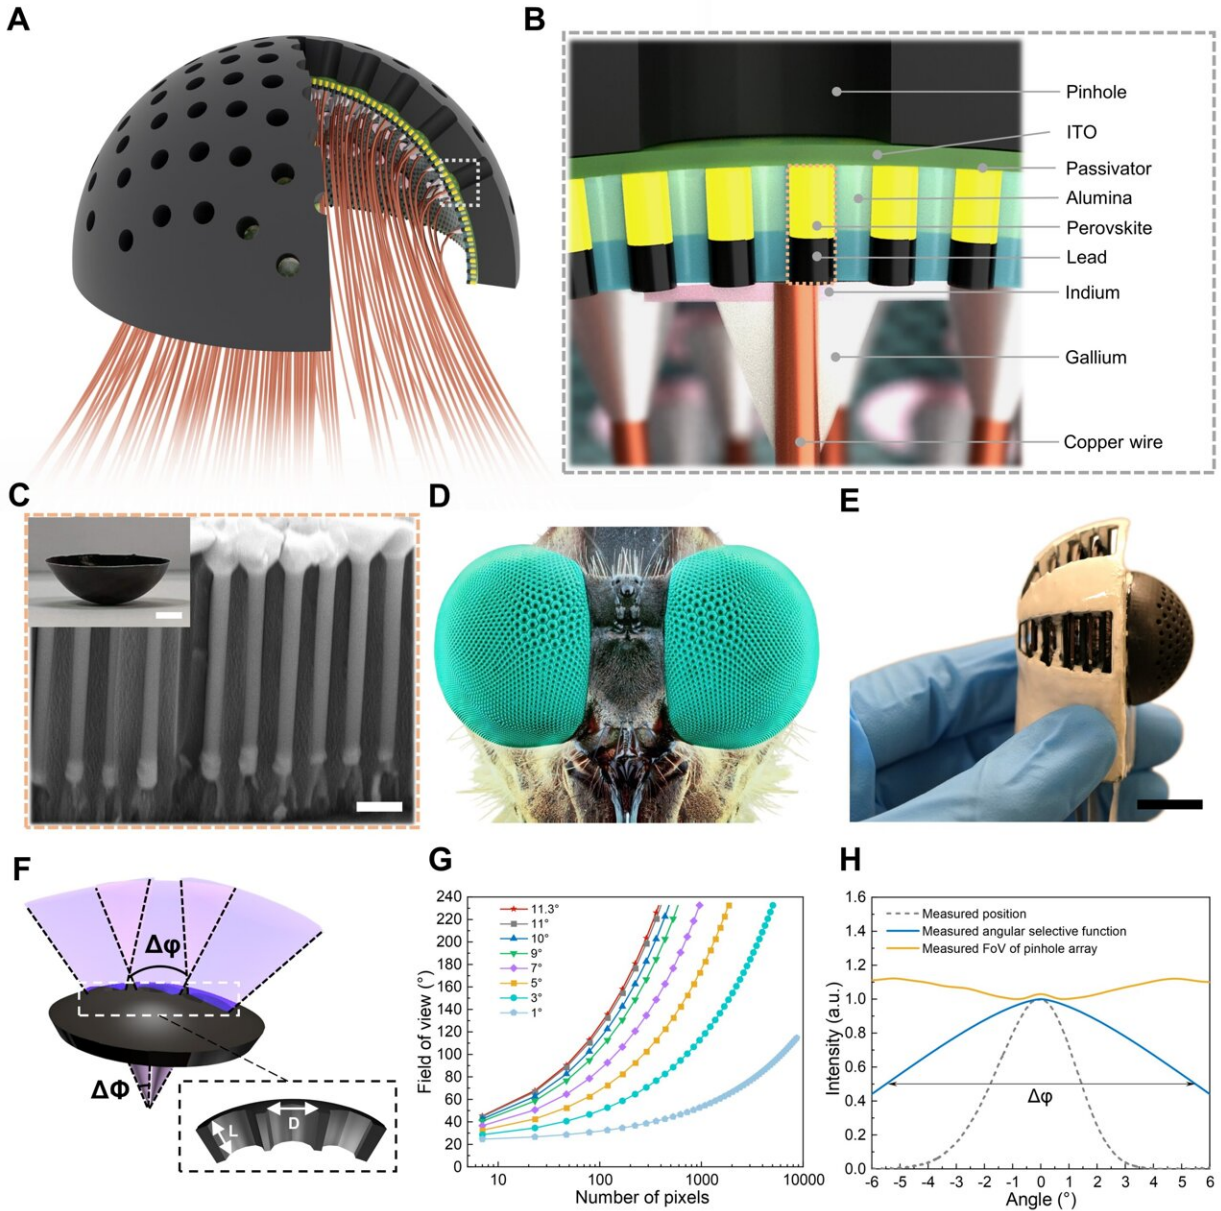 A
B
Pinhole
ITO
Passivator
Alumina
Perovskite
Lead
Indium
Gallium
Copper wire
C
D
E
F
Δφ
ΔΦ
L
D
G
240
220
200
180
160
140
120
100
80
60
40
20
0
Field of view (°)
11.3°
11°
10°
9°
7°
5°
3°
1°
10 100 1000 10000
Number of pixels
H
1.6
1.4
1.2
1.0
0.8
0.6
0.4
0.2
0.0
Intensity (a.u.)
Measured position
Measured angular selective function
Measured FoV of pinhole array
Δφ
-6 -5 -4 -3 -2 -1 0 1 2 3 4 5 6
Angle (°)